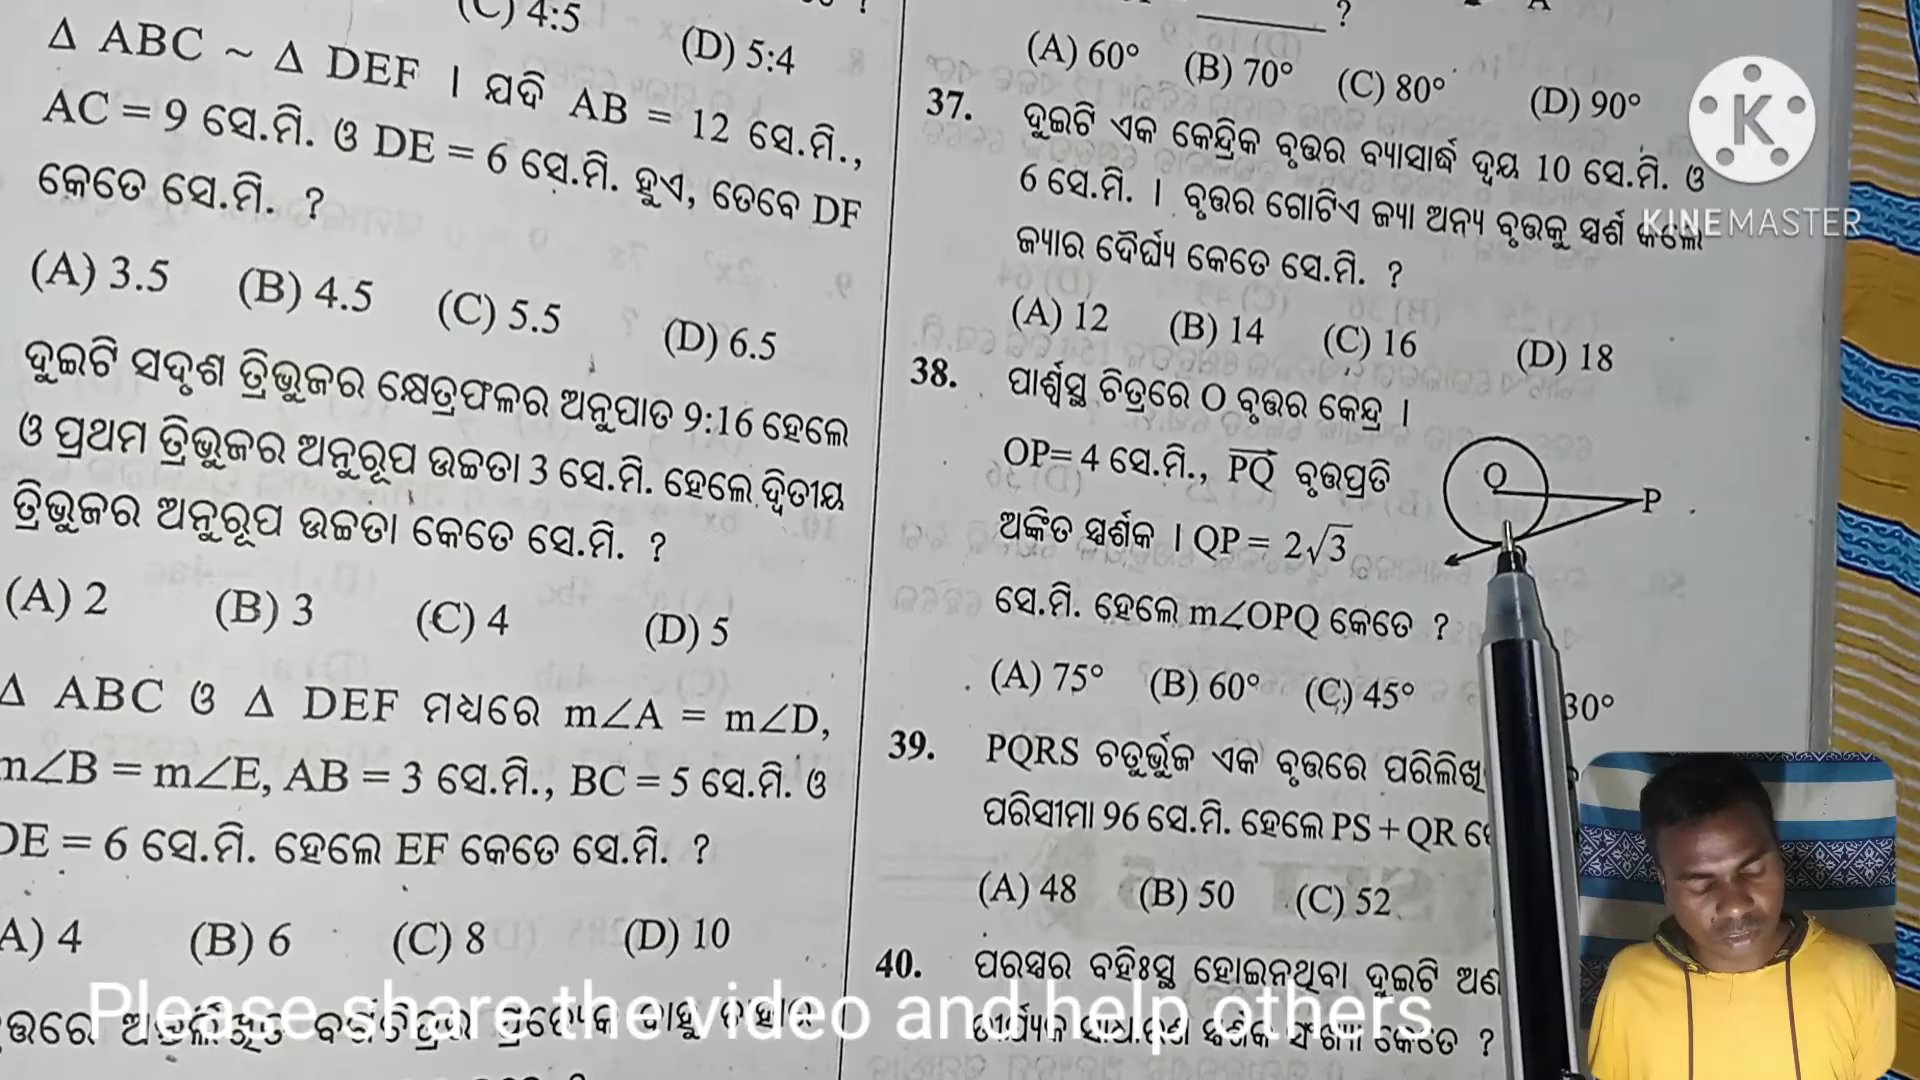 (C) 4:5
(D) 5:4
Δ ABC ~ Δ DEF । ଯଦି AB = 12 ସେ.ମି.,
AC = 9 ସେ.ମି. ଓ DE = 6 ସେ.ମି. ହୁଏ, ତେବେ DF
କେତେ ସେ.ମି. ?
(A) 3.5 (B) 4.5 (C) 5.5 (D) 6.5
ଦୁଇଟି ସଦୃଶ ତ୍ରିଭୁଜର କ୍ଷେତ୍ରଫଳର ଅନୁପାତ 9:16 ହେଲେ
ଓ ପ୍ରଥମ ତ୍ରିଭୁଜର ଅନୁରୂପ ଉଚ୍ଚତା 3 ସେ.ମି. ହେଲେ ଦ୍ୱିତୀୟ
ତ୍ରିଭୁଜର ଅନୁରୂପ ଉଚ୍ଚତା କେତେ ସେ.ମି. ?
(A) 2 (B) 3 (C) 4 (D) 5
Δ ABC ଓ Δ DEF ମଧ୍ୟରେ m∠A = m∠D,
m∠B = m∠E, AB = 3 ସେ.ମି., BC = 5 ସେ.ମି. ଓ
DE = 6 ସେ.ମି. ହେଲେ EF କେତେ ସେ.ମି. ?
A) 4 (B) 6 (C) 8 (D) 10
______ ?
(A) 60° (B) 70° (C) 80° (D) 90°
37. ଦୁଇଟି ଏକ କେନ୍ଦ୍ରିକ ବୃତ୍ତର ବ୍ୟାସାର୍ଦ୍ଧ ଦ୍ୱୟ 10 ସେ.ମି. ଓ
6 ସେ.ମି. । ବୃତ୍ତର ଗୋଟିଏ ଜ୍ୟା ଅନ୍ୟ ବୃତ୍ତକୁ ସ୍ପର୍ଶ କଲେ
ଜ୍ୟାର ଦୈର୍ଘ୍ୟ କେତେ ସେ.ମି. ?
(A) 12 (B) 14 (C) 16 (D) 18
38. ପାର୍ଶ୍ୱସ୍ଥ ଚିତ୍ରରେ O ବୃତ୍ତର କେନ୍ଦ୍ର ।
OP= 4 ସେ.ମି., PQ ବୃତ୍ତପ୍ରତି
ଅଙ୍କିତ ସ୍ପର୍ଶକ । QP = 2√3
ସେ.ମି. ହେଲେ m∠OPQ କେତେ ?
(A) 75° (B) 60° (C) 45° 30°
O
P
39. PQRS ଚତୁର୍ଭୁଜ ଏକ ବୃତ୍ତରେ
ପରିସୀମା 96 ସେ.ମି. ହେଲେ PS + QR
(A) 48 (B) 50 (C) 52
40. ପରସ୍ପର ବହିଃସ୍ଥ ହୋଇନଥିବା ଦୁଇଟି
କେତେ ?
K
KINEMASTER
Please share the video and help others